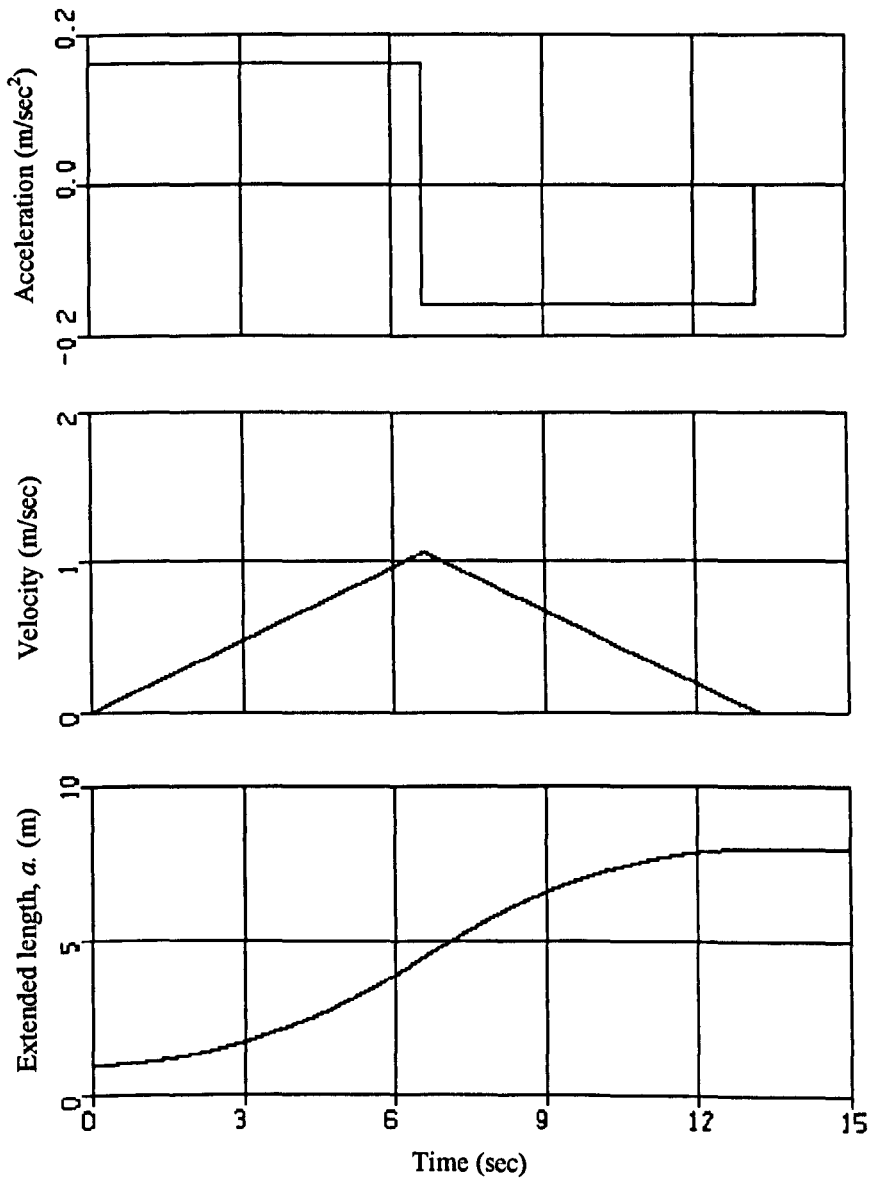 Acceleration (m/sec²)
0.2
0.0
-0.2
Velocity (m/sec)
2
1
0
Extended length, a. (m)
10
5
0
0 3 6 9 12 15
Time (sec)